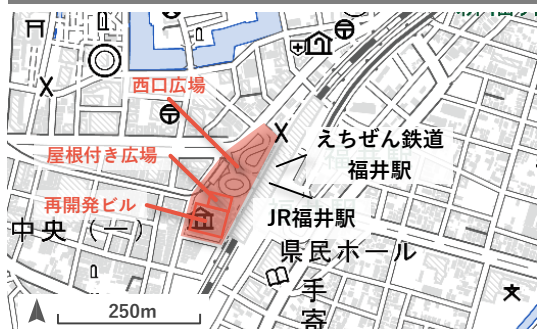 西口広場
えちぜん鉄道
福井駅
屋根付き広場
再開発ビル
JR福井駅
中央(一)
県民ホール
手
寄
250m